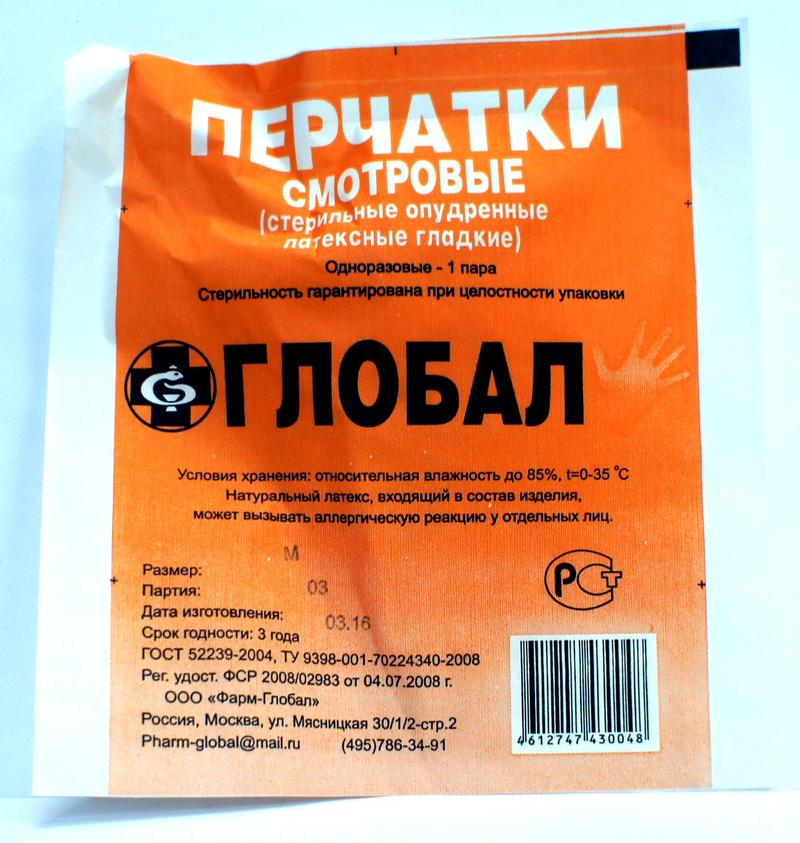 ПЕРЧАТКИ
СМОТРОВЫЕ
(стерильные опудренные
латексные гладкие)
Одноразовые - 1 пара
Стерильность гарантирована при целостности упаковки
ГЛОБАЛ
Условия хранения: относительная влажность до 85%, t=0-35 °C
Натуральный латекс, входящий в состав изделия,
может вызывать аллергическую реакцию у отдельных лиц.
Размер: M
Партия: 03
Дата изготовления: 03.16
Срок годности: 3 года
ГОСТ 52239-2004, ТУ 9398-001-70224340-2008
Рег. удост. ФСР 2008/02983 от 04.07.2008 г.
ООО «Фарм-Глобал»
Россия, Москва, ул. Мясницкая 30/1/2-стр.2
Pharm-global@mail.ru (495)786-34-91
РСТ
4612747430048